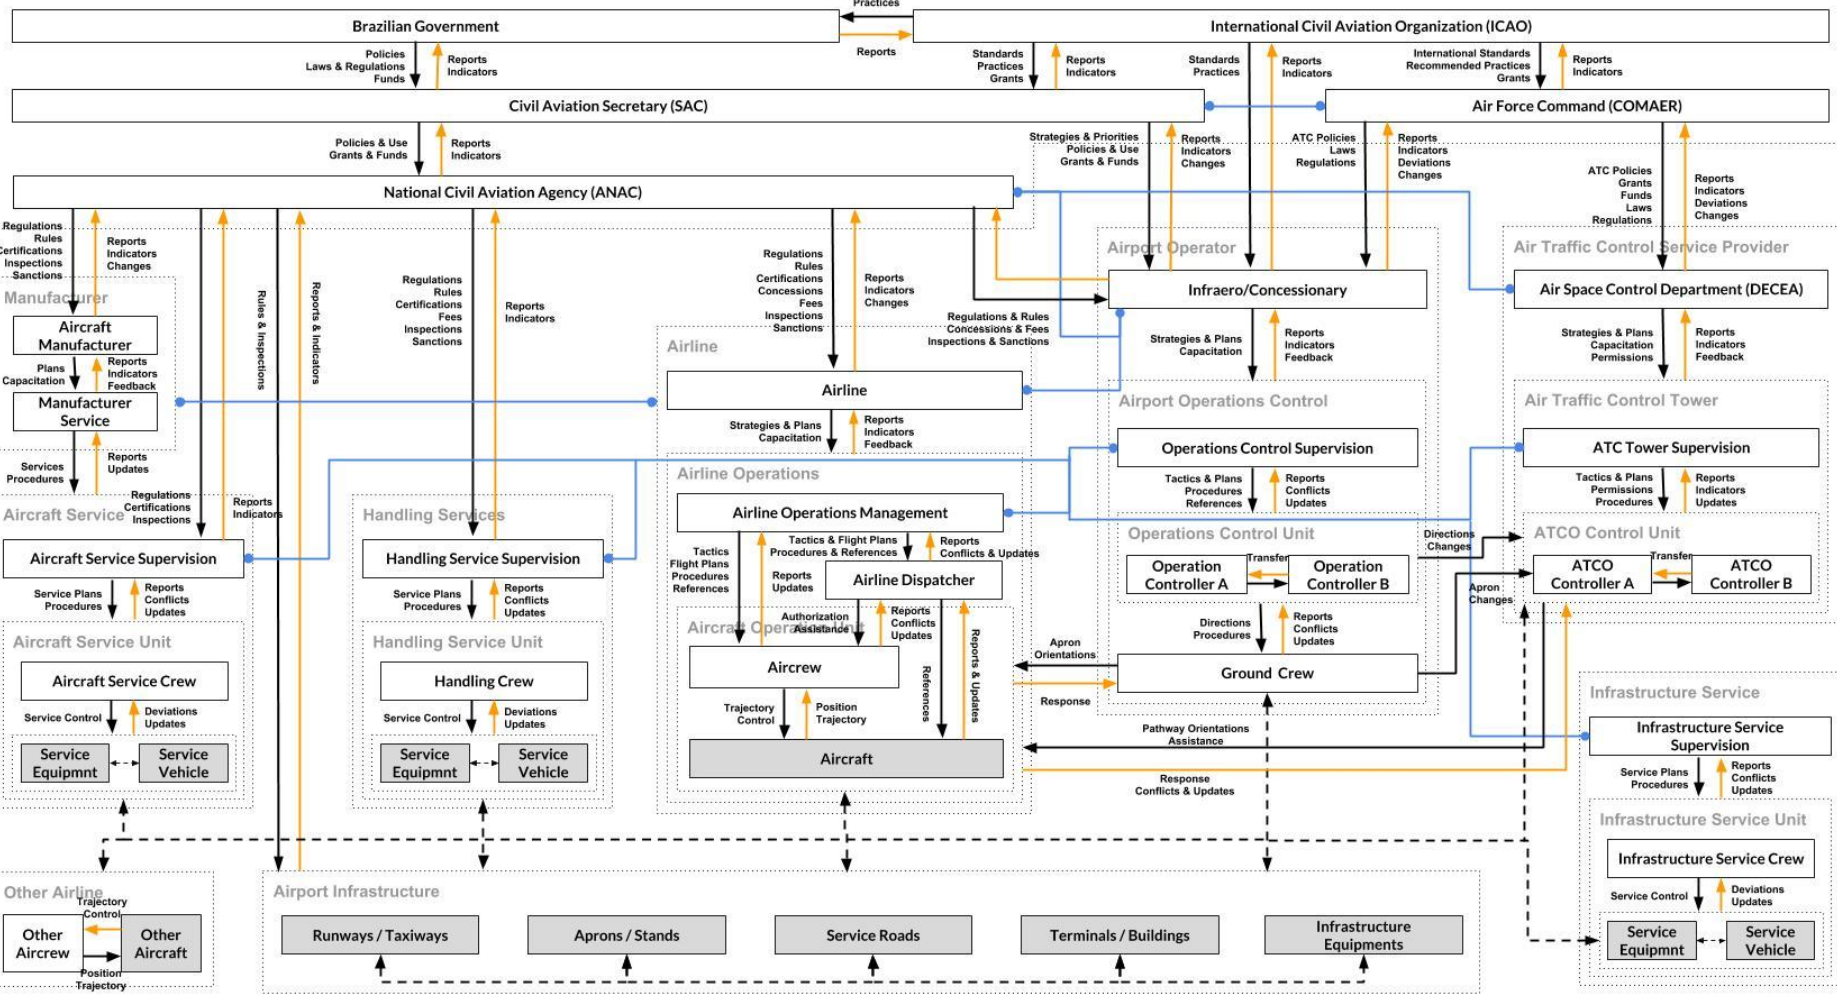 Practices
Brazilian Government
International Civil Aviation Organization (ICAO)
Reports
Policies
Laws & Regulations
Funds
Reports
Indicators
Standards
Practices
Grants
Reports
Indicators
Standards
Practices
Reports
Indicators
International Standards
Recommended Practices
Grants
Reports
Indicators
Civil Aviation Secretary (SAC)
Air Force Command (COMAER)
Policies & Use
Grants & Funds
Reports
Indicators
Strategies & Priorities
Policies & Use
Grants & Funds
Reports
Indicators
Changes
ATC Policies
Laws
Regulations
Reports
Indicators
Deviations
Changes
ATC Policies
Grants
Funds
Laws
Regulations
Reports
Indicators
Deviations
Changes
National Civil Aviation Agency (ANAC)
Regulations
Rules
Certifications
Inspections
Sanctions
Reports
Indicators
Changes
Rules & Inspections
Reports & Indicators
Regulations
Rules
Certifications
Fees
Inspections
Sanctions
Reports
Indicators
Regulations
Rules
Certifications
Concessions
Fees
Inspections
Sanctions
Reports
Indicators
Changes
Regulations & Rules
Concessions & Fees
Inspections & Sanctions
Airport Operator
Infraero/Concessionary
Air Traffic Control Service Provider
Air Space Control Department (DECEA)
Manufacturer
Aircraft
Manufacturer
Plans
Capacitation
Reports
Indicators
Feedback
Manufacturer
Service
Services
Procedures
Reports
Updates
Airline
Airline
Strategies & Plans
Capacitation
Reports
Indicators
Feedback
Strategies & Plans
Capacitation
Reports
Indicators
Feedback
Strategies & Plans
Capacitation
Permissions
Reports
Indicators
Feedback
Airport Operations Control
Operations Control Supervision
Tactics & Plans
Procedures
References
Reports
Conflicts
Updates
Air Traffic Control Tower
ATC Tower Supervision
Tactics & Plans
Permissions
Procedures
Reports
Indicators
Updates
Aircraft Service
Regulations
Certifications
Inspections
Reports
Indicators
Aircraft Service Supervision
Service Plans
Procedures
Reports
Conflicts
Updates
Aircraft Service Unit
Aircraft Service Crew
Service Control
Deviations
Updates
Service
Equipmnt
Service
Vehicle
Handling Services
Handling Service Supervision
Service Plans
Procedures
Reports
Conflicts
Updates
Handling Service Unit
Handling Crew
Service Control
Deviations
Updates
Service
Equipmnt
Service
Vehicle
Airline Operations
Airline Operations Management
Tactics
Flight Plans
Procedures
References
Reports
Updates
Tactics & Flight Plans
Procedures & References
Reports
Conflicts & Updates
Airline Dispatcher
Authorization
Assistance
Reports
Conflicts
Updates
References
Reports & Updates
Aircraft Operation Unit
Aircrew
Trajectory
Control
Position
Trajectory
Aircraft
Operations Control Unit
Operation
Controller A
Transfer
Operation
Controller B
Directions
Changes
Directions
Procedures
Reports
Conflicts
Updates
Apron
Orientations
Response
Ground Crew
Apron
Changes
ATCO Control Unit
ATCO
Controller A
Transfer
ATCO
Controller B
Pathway Orientations
Assistance
Response
Conflicts & Updates
Infrastructure Service
Infrastructure Service
Supervision
Service Plans
Procedures
Reports
Conflicts
Updates
Infrastructure Service Unit
Infrastructure Service Crew
Service Control
Deviations
Updates
Service
Equipmnt
Service
Vehicle
Other Airline
Trajectory
Control
Other
Aircrew
Other
Aircraft
Position
Trajectory
Airport Infrastructure
Runways / Taxiways
Aprons / Stands
Service Roads
Terminals / Buildings
Infrastructure
Equipments